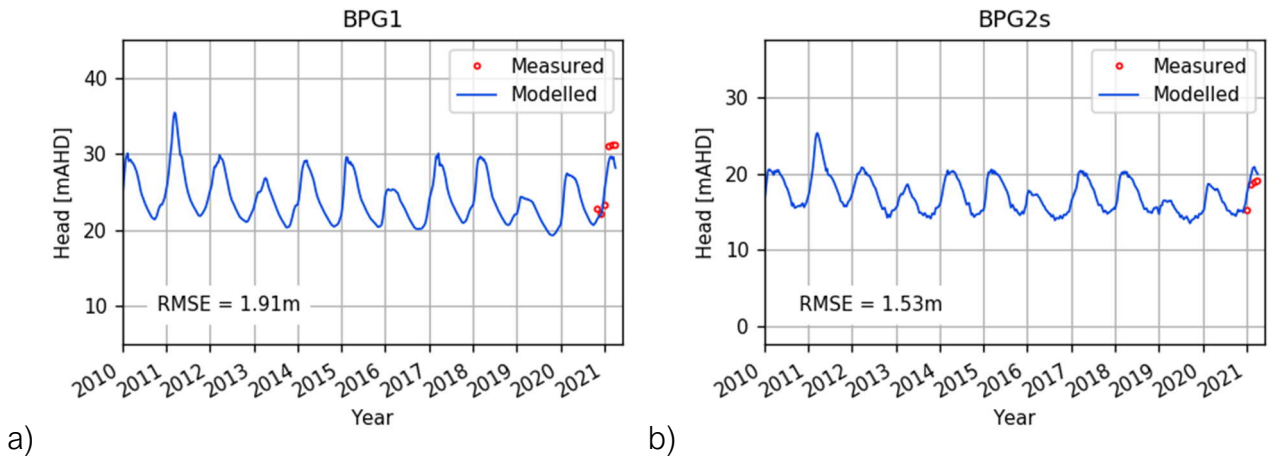 BPG1
Head [mAHD]
40
30
20
10
Measured
Modelled
RMSE = 1.91m
2010 2011 2012 2013 2014 2015 2016 2017 2018 2019 2020 2021
Year
a)
BPG2s
Head [mAHD]
30
20
10
0
Measured
Modelled
RMSE = 1.53m
2010 2011 2012 2013 2014 2015 2016 2017 2018 2019 2020 2021
Year
b)